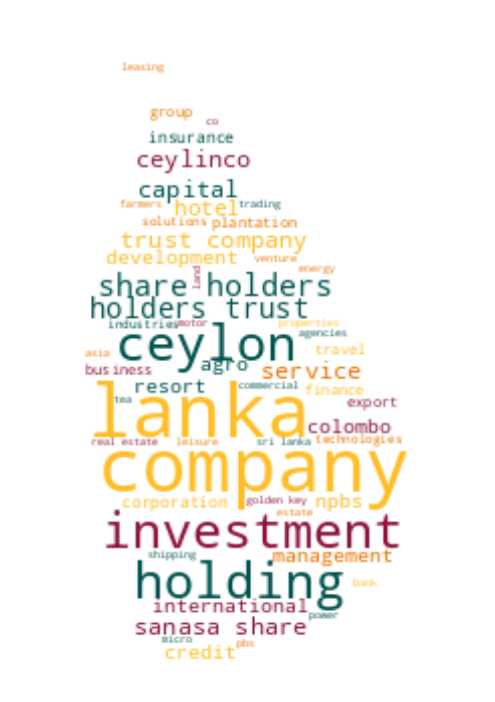 leasing
group
co
insurance
ceylinco
capital
farmers hotel trading
solutions plantation
trust company
development venture
land energy
share holders
holders trust
industries motor properties
ceylon agencies
asia travel
business agro service
resort commercial finance
tea export
lanka colombo
real estate leisure sri lanka technologies
company
corporation golden key npbs
estate
investment
shipping management
holding bank
international power
sanasa share
micro pbs
credit